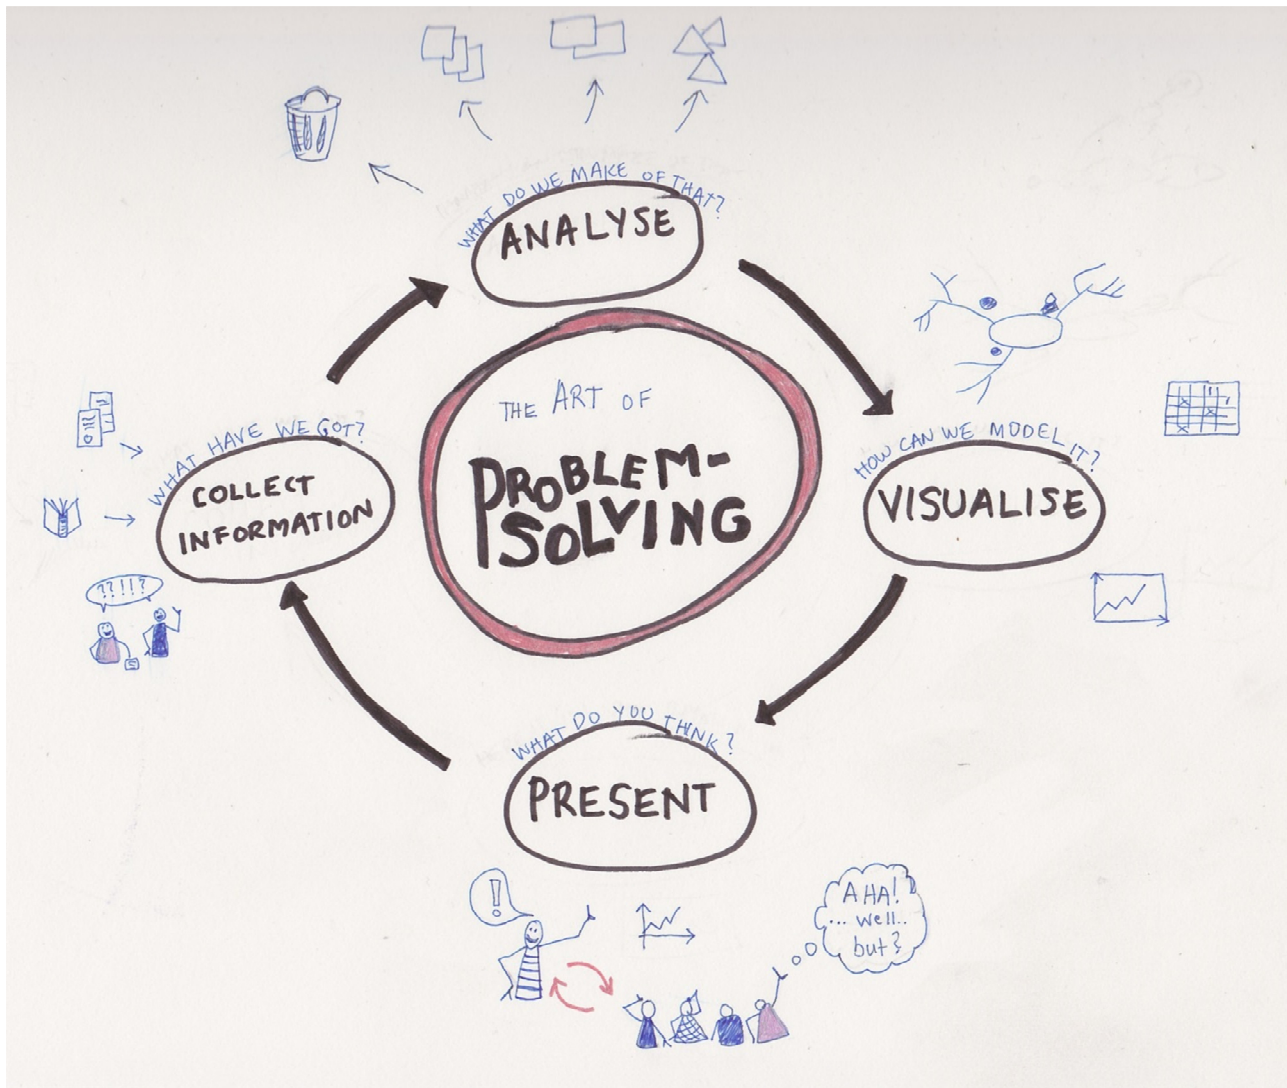 WHAT DO WE MAKE OF THAT?
ANALYSE
THE ART OF
PROBLEM-
SOLVING
WHAT HAVE WE GOT?
COLLECT
INFORMATION
??!!?
HOW CAN WE MODEL IT?
VISUALISE
WHAT DO YOU THINK?
PRESENT
!
AHA!
... well..
but?